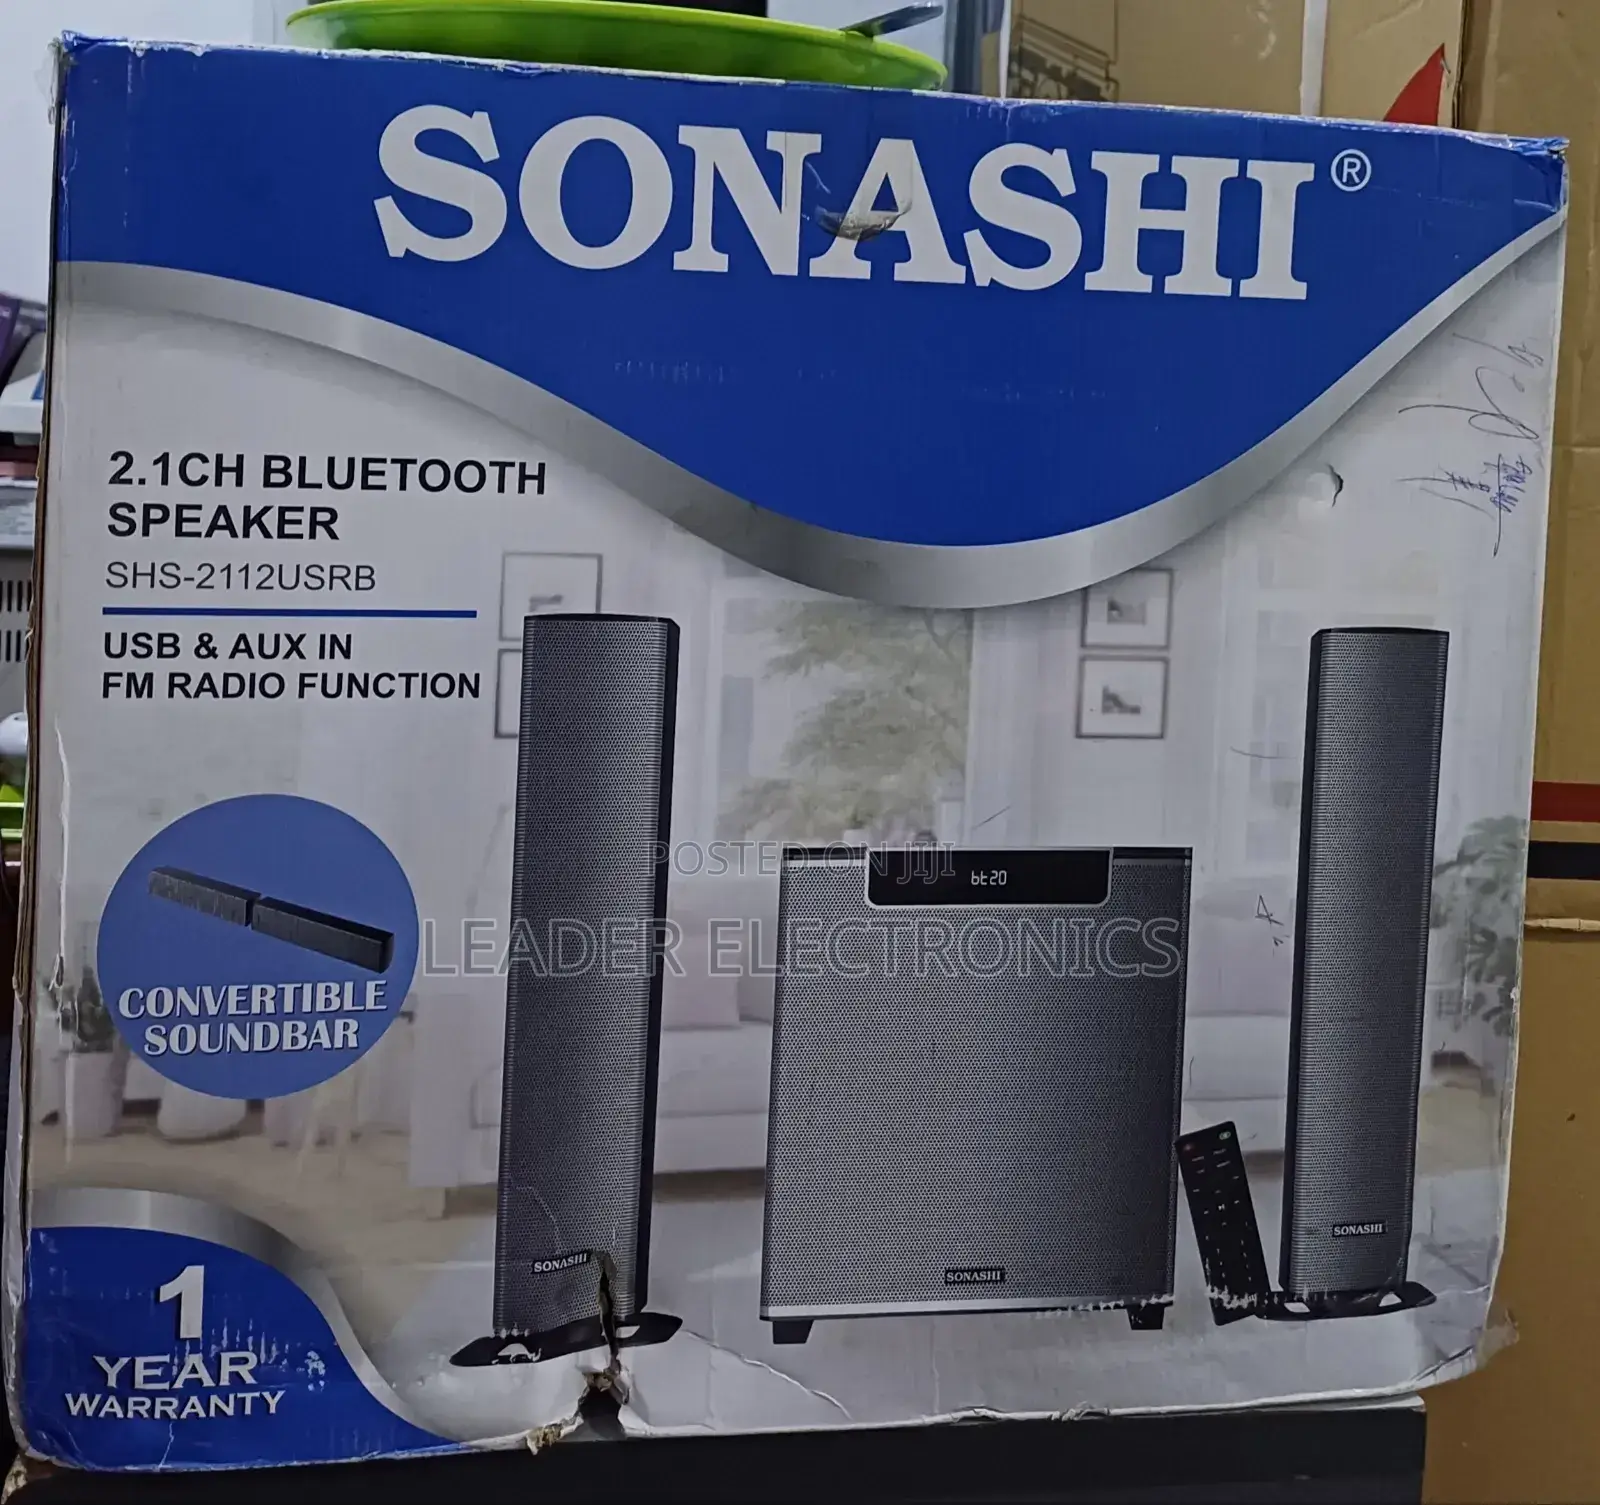 SONASHI®
2.1CH BLUETOOTH
SPEAKER
SHS-2112USRB
USB & AUX IN
FM RADIO FUNCTION
POSTED ON JIJI
bt20
LEADER ELECTRONICS
CONVERTIBLE
SOUNDBAR
SONASHI
SONASHI
SONASHI
1
YEAR
WARRANTY